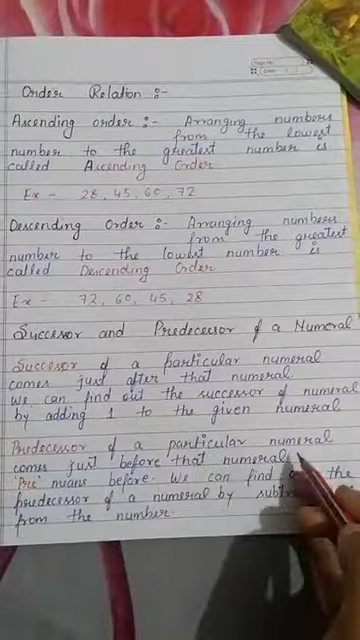 Order Relation :-
Ascending order :- Arranging numbers
from the lowest
number to the greatest number is
called Ascending Order
Ex - 28, 45, 60, 72
Descending Order :- Arranging numbers
from the greatest
number to the lowest number is
called Descending Order
Ex - 72, 60, 45, 28
Successor and Predecessor of a Numeral
Successor of a particular numeral
comes just after that numeral.
We can find out the successor of numeral
by adding 1 to the given numeral
Predecessor of a particular numeral
comes just before that numeral
'Pre' means before. We can find the
predecessor of a numeral by
from the number.